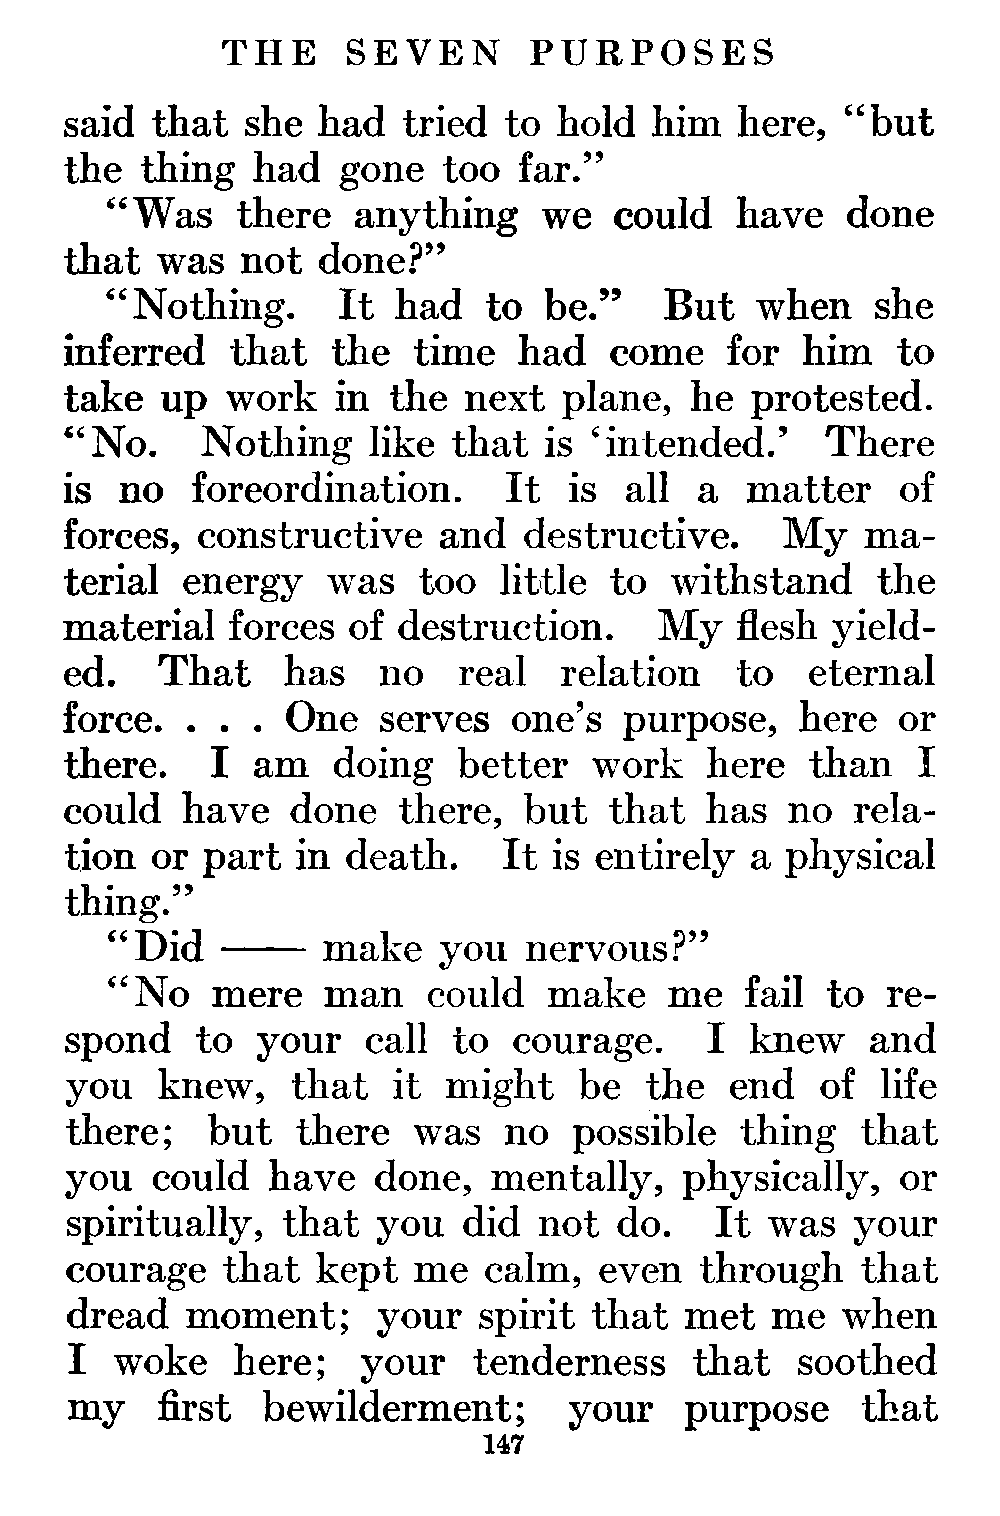 THE SEVEN PURPOSES
said that she had tried to hold him here, “but
the thing had gone too far.”
“Was there anything we could have done
that was not done?”
“Nothing. It had to be.” But when she
inferred that the time had come for him to
take up work in the next plane, he protested.
“No. Nothing like that is ‘intended.’ There
is no foreordination. It is all a matter of
forces, constructive and destructive. My ma-
terial energy was too little to withstand the
material forces of destruction. My flesh yield-
ed. That has no real relation to eternal
force. . . . One serves one’s purpose, here or
there. I am doing better work here than I
could have done there, but that has no rela-
tion or part in death. It is entirely a physical
thing.”
“Did —— make you nervous?”
“No mere man could make me fail to re-
spond to your call to courage. I knew and
you knew, that it might be the end of life
there; but there was no possible thing that
you could have done, mentally, physically, or
spiritually, that you did not do. It was your
courage that kept me calm, even through that
dread moment; your spirit that met me when
I woke here; your tenderness that soothed
my first bewilderment; your purpose that
147